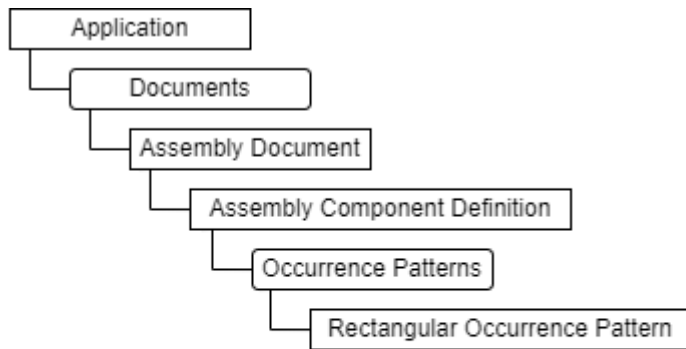 Application
Documents
Assembly Document
Assembly Component Definition
Occurrence Patterns
Rectangular Occurrence Pattern